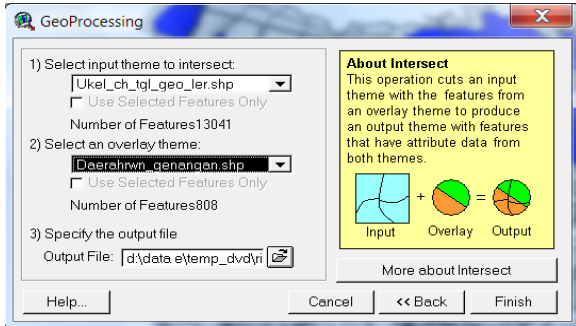 GeoProcessing
1) Select input theme to intersect:
Ukel_ch_tgl_geo_ler.shp
Use Selected Features Only
Number of Features13041
2) Select an overlay theme:
Daerahrwn_genangan.shp
Use Selected Features Only
Number of Features808
3) Specify the output file
Output File: d:\data e\temp_dvd\ri
About Intersect
This operation cuts an input
theme with the features from
an overlay theme to produce
an output theme with features
that have attribute data from
both themes.
+ =
Input Overlay Output
More about Intersect
Help... Cancel << Back Finish